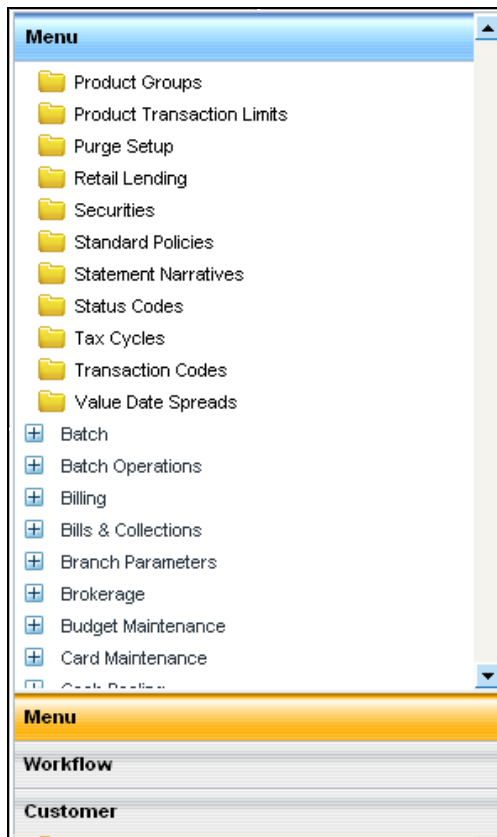 Menu
Product Groups
Product Transaction Limits
Purge Setup
Retail Lending
Securities
Standard Policies
Statement Narratives
Status Codes
Tax Cycles
Transaction Codes
Value Date Spreads
Batch
Batch Operations
Billing
Bills & Collections
Branch Parameters
Brokerage
Budget Maintenance
Card Maintenance
Menu
Workflow
Customer